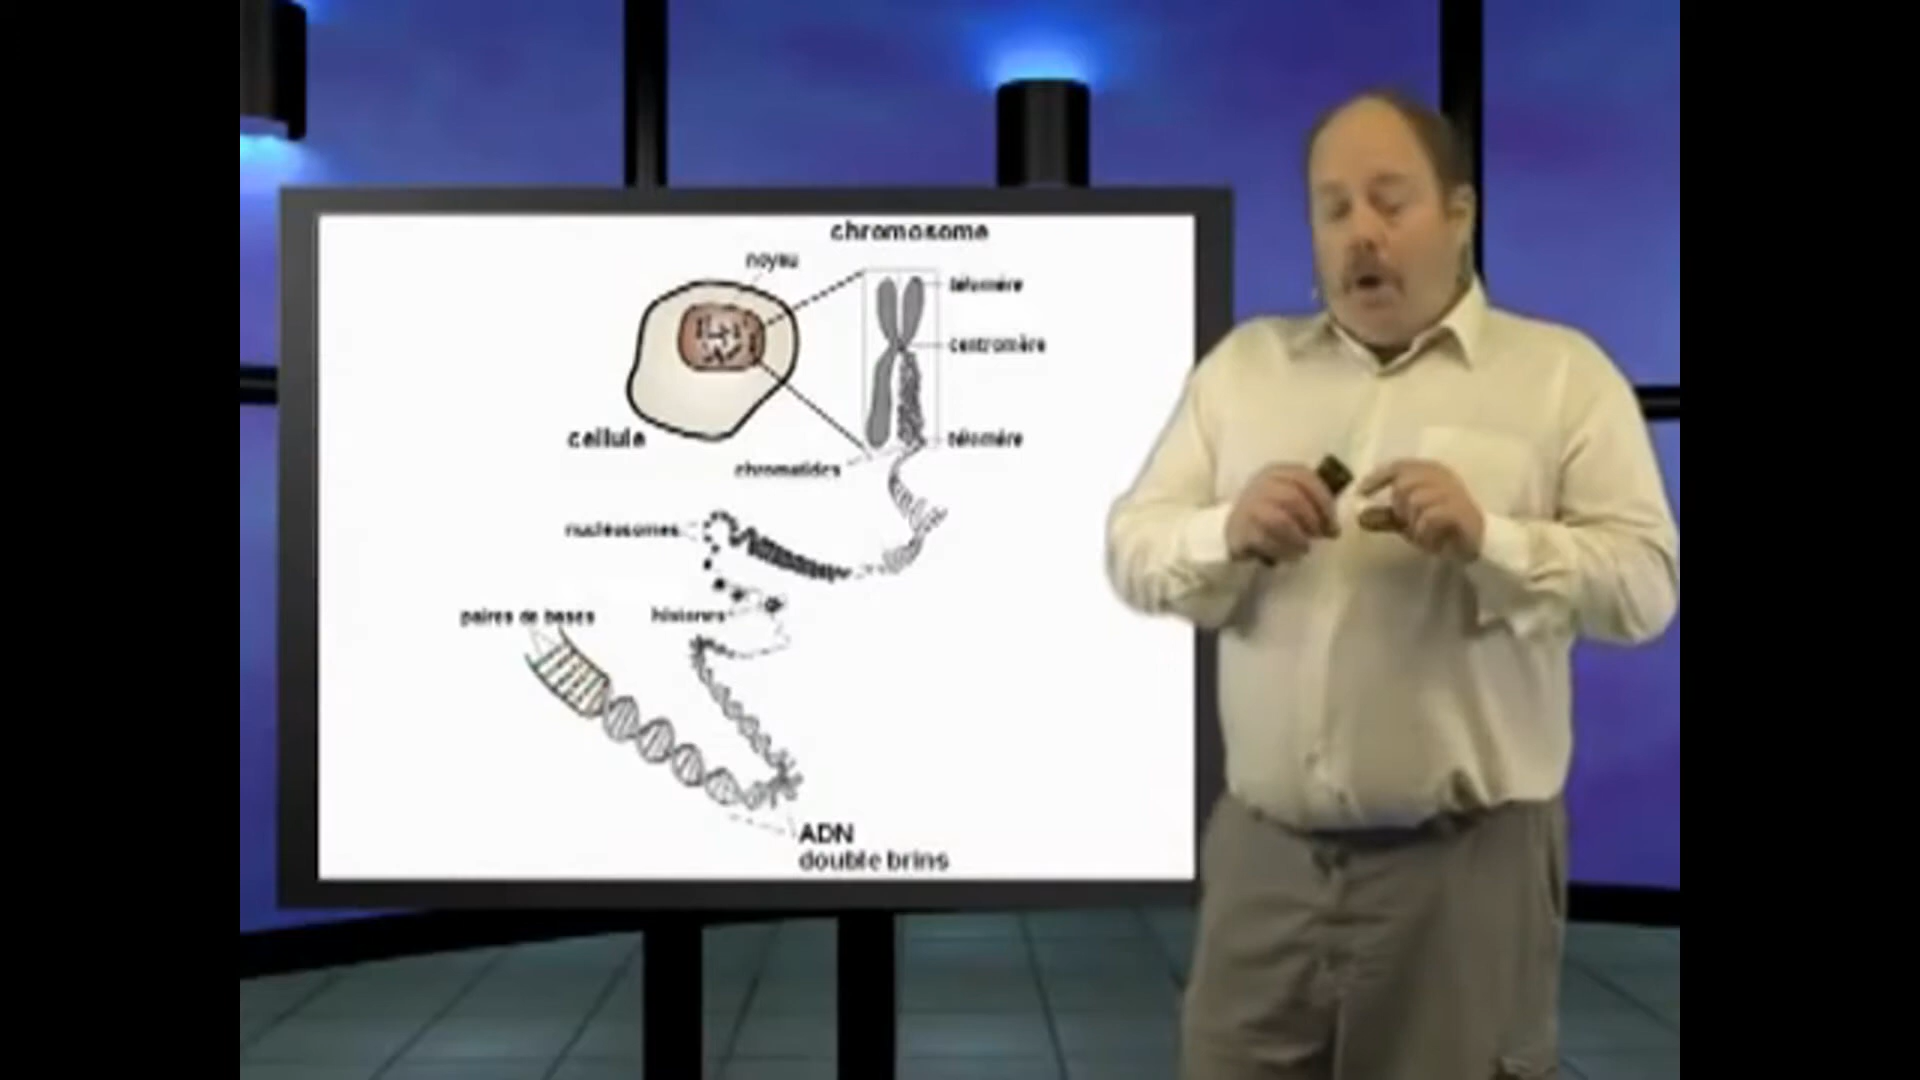 chromosome
noyau
télomère
centromère
cellule
télomère
chromatides
nucléosomes
paires de bases
histones
ADN
double brins